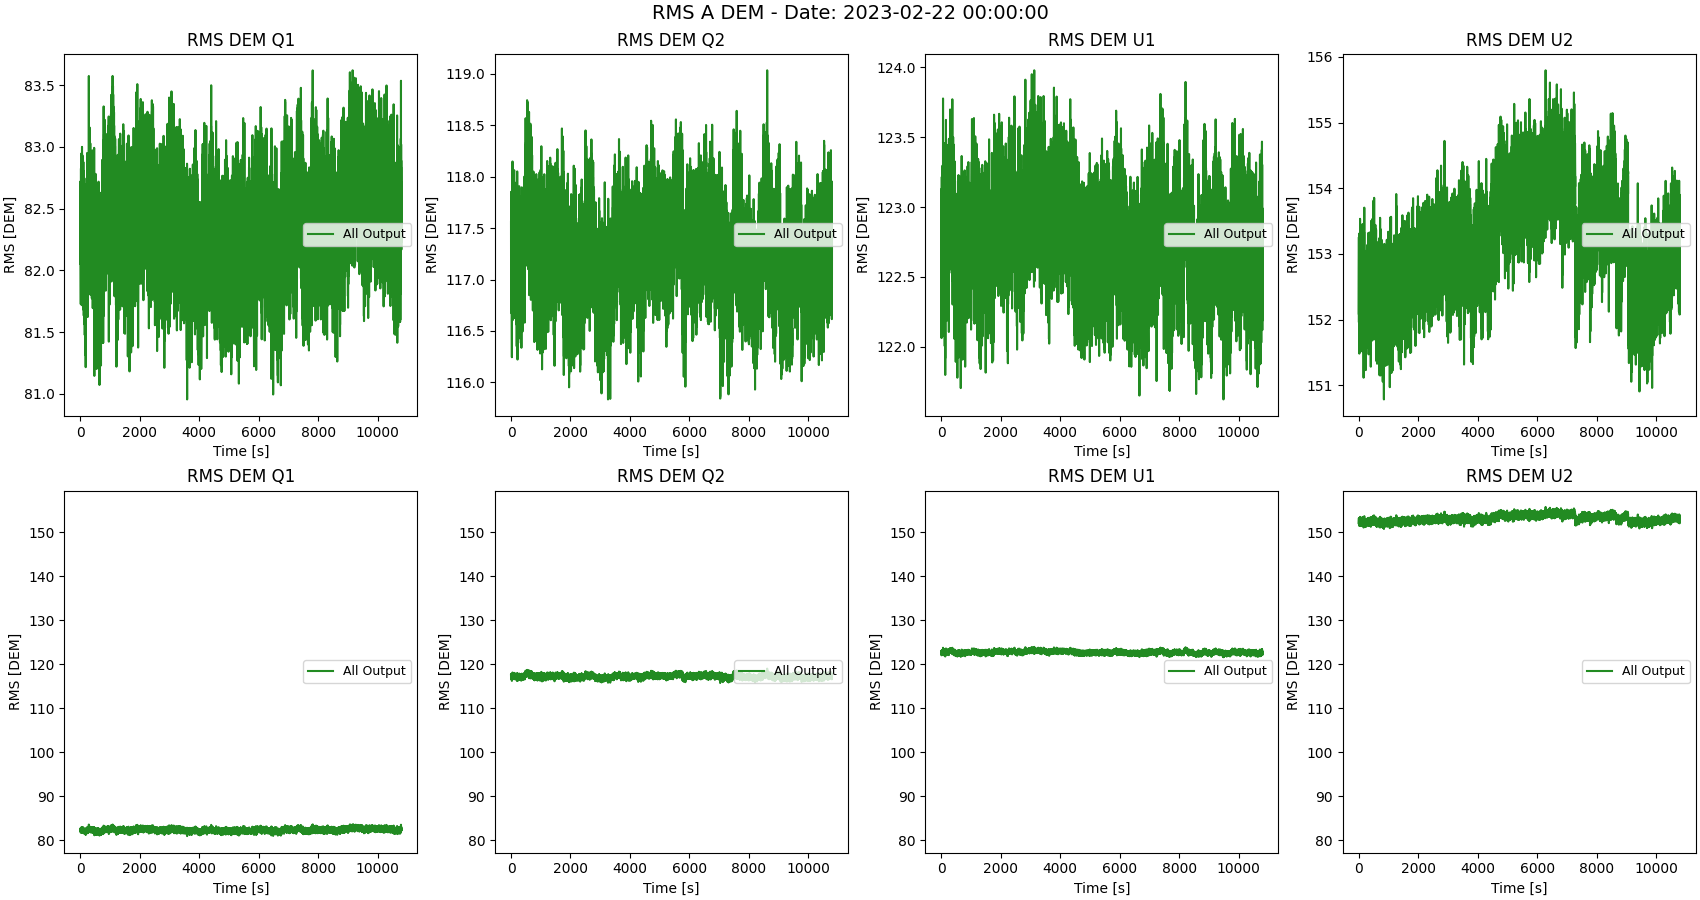 RMS A DEM - Date: 2023-02-22 00:00:00
RMS DEM Q1
RMS [DEM]
83.5
83.0
82.5
82.0
81.5
81.0
All Output
0 2000 4000 6000 8000 10000
Time [s]
RMS DEM Q2
RMS [DEM]
119.0
118.5
118.0
117.5
117.0
116.5
116.0
All Output
0 2000 4000 6000 8000 10000
Time [s]
RMS DEM U1
RMS [DEM]
124.0
123.5
123.0
122.5
122.0
All Output
0 2000 4000 6000 8000 10000
Time [s]
RMS DEM U2
RMS [DEM]
156
155
154
153
152
151
All Output
0 2000 4000 6000 8000 10000
Time [s]
RMS DEM Q1
RMS [DEM]
150
140
130
120
110
100
90
80
All Output
0 2000 4000 6000 8000 10000
Time [s]
RMS DEM Q2
RMS [DEM]
150
140
130
120
110
100
90
80
All Output
0 2000 4000 6000 8000 10000
Time [s]
RMS DEM U1
RMS [DEM]
150
140
130
120
110
100
90
80
All Output
0 2000 4000 6000 8000 10000
Time [s]
RMS DEM U2
RMS [DEM]
150
140
130
120
110
100
90
80
All Output
0 2000 4000 6000 8000 10000
Time [s]